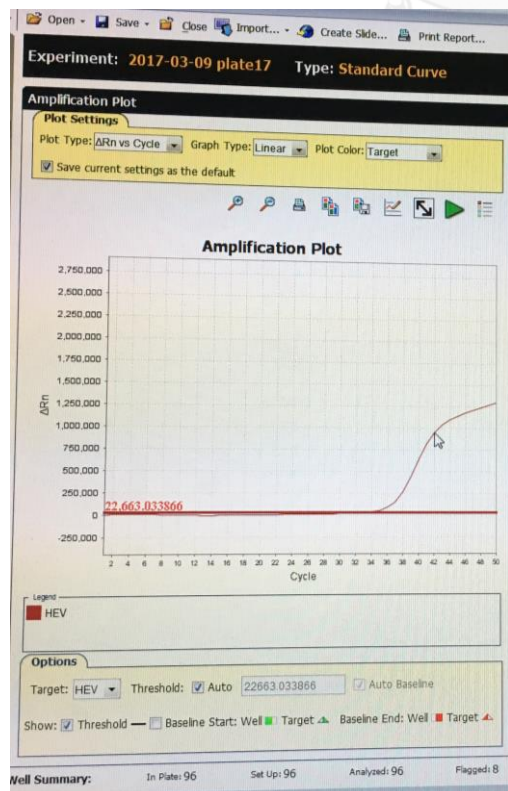 Open Save Close Import... Create Slide... Print Report...
Experiment: 2017-03-09 plate17 Type: Standard Curve
Amplification Plot
Plot Settings
Plot Type: ΔRn vs Cycle Graph Type: Linear Plot Color: Target
Save current settings as the default
Amplification Plot
2,750,000
2,500,000
2,250,000
2,000,000
1,750,000
1,500,000
1,250,000
1,000,000
750,000
500,000
250,000
0
-250,000
ΔRn
22,663.033866
2 4 6 8 10 12 14 16 18 20 22 24 26 28 30 32 34 36 38 40 42 44 46 48 50
Cycle
Legend
HEV
Options
Target: HEV Threshold: Auto 22663.033866 Auto Baseline
Show: Threshold Baseline Start: Well Target Baseline End: Well Target
Well Summary: In Plate: 96 Set Up: 96 Analyzed: 96 Flagged: 8